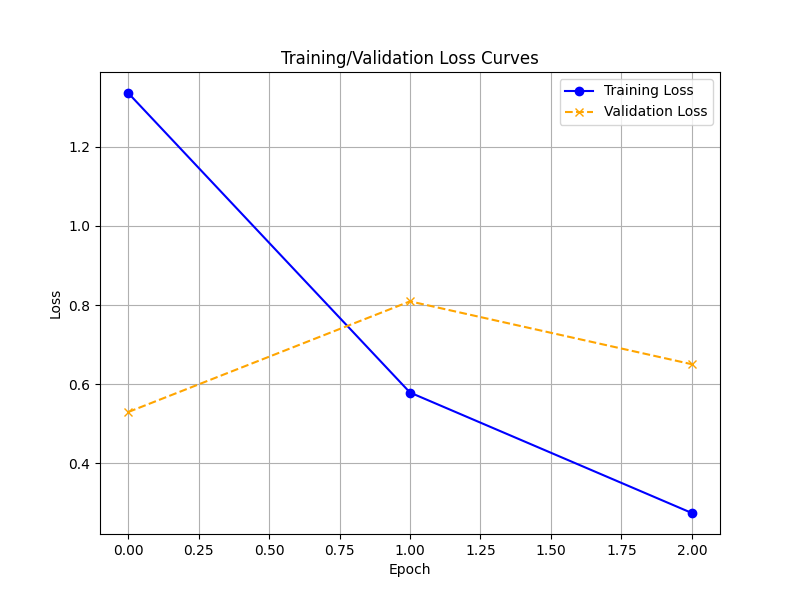 Training/Validation Loss Curves
Training Loss
Validation Loss
Loss
1.2
1.0
0.8
0.6
0.4
0.00 0.25 0.50 0.75 1.00 1.25 1.50 1.75 2.00
Epoch